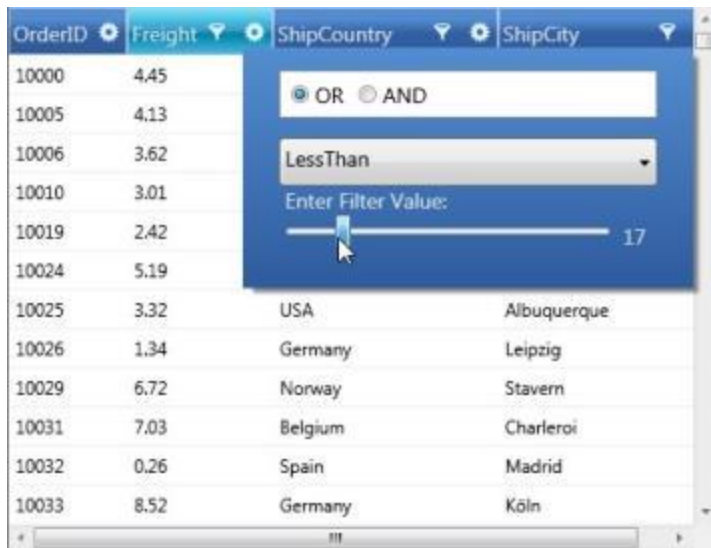 OrderID Freight ShipCountry ShipCity
10000 4.45
OR AND
10005 4.13
10006 3.62
LessThan
10010 3.01
Enter Filter Value:
10019 2.42
17
10024 5.19
10025 3.32 USA Albuquerque
10026 1.34 Germany Leipzig
10029 6.72 Norway Stavern
10031 7.03 Belgium Charleroi
10032 0.26 Spain Madrid
10033 8.52 Germany Köln